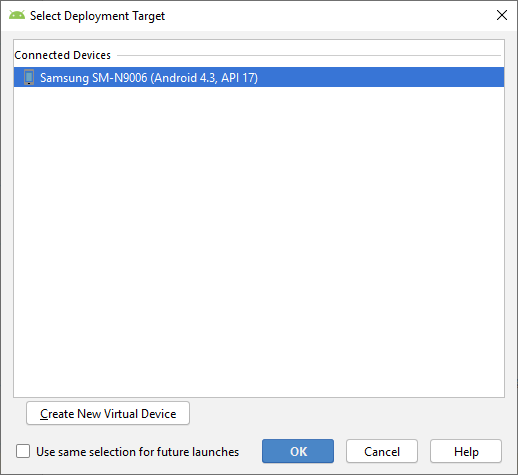 Select Deployment Target
Connected Devices
Samsung SM-N9006 (Android 4.3, API 17)
Create New Virtual Device
Use same selection for future launches
OK
Cancel
Help